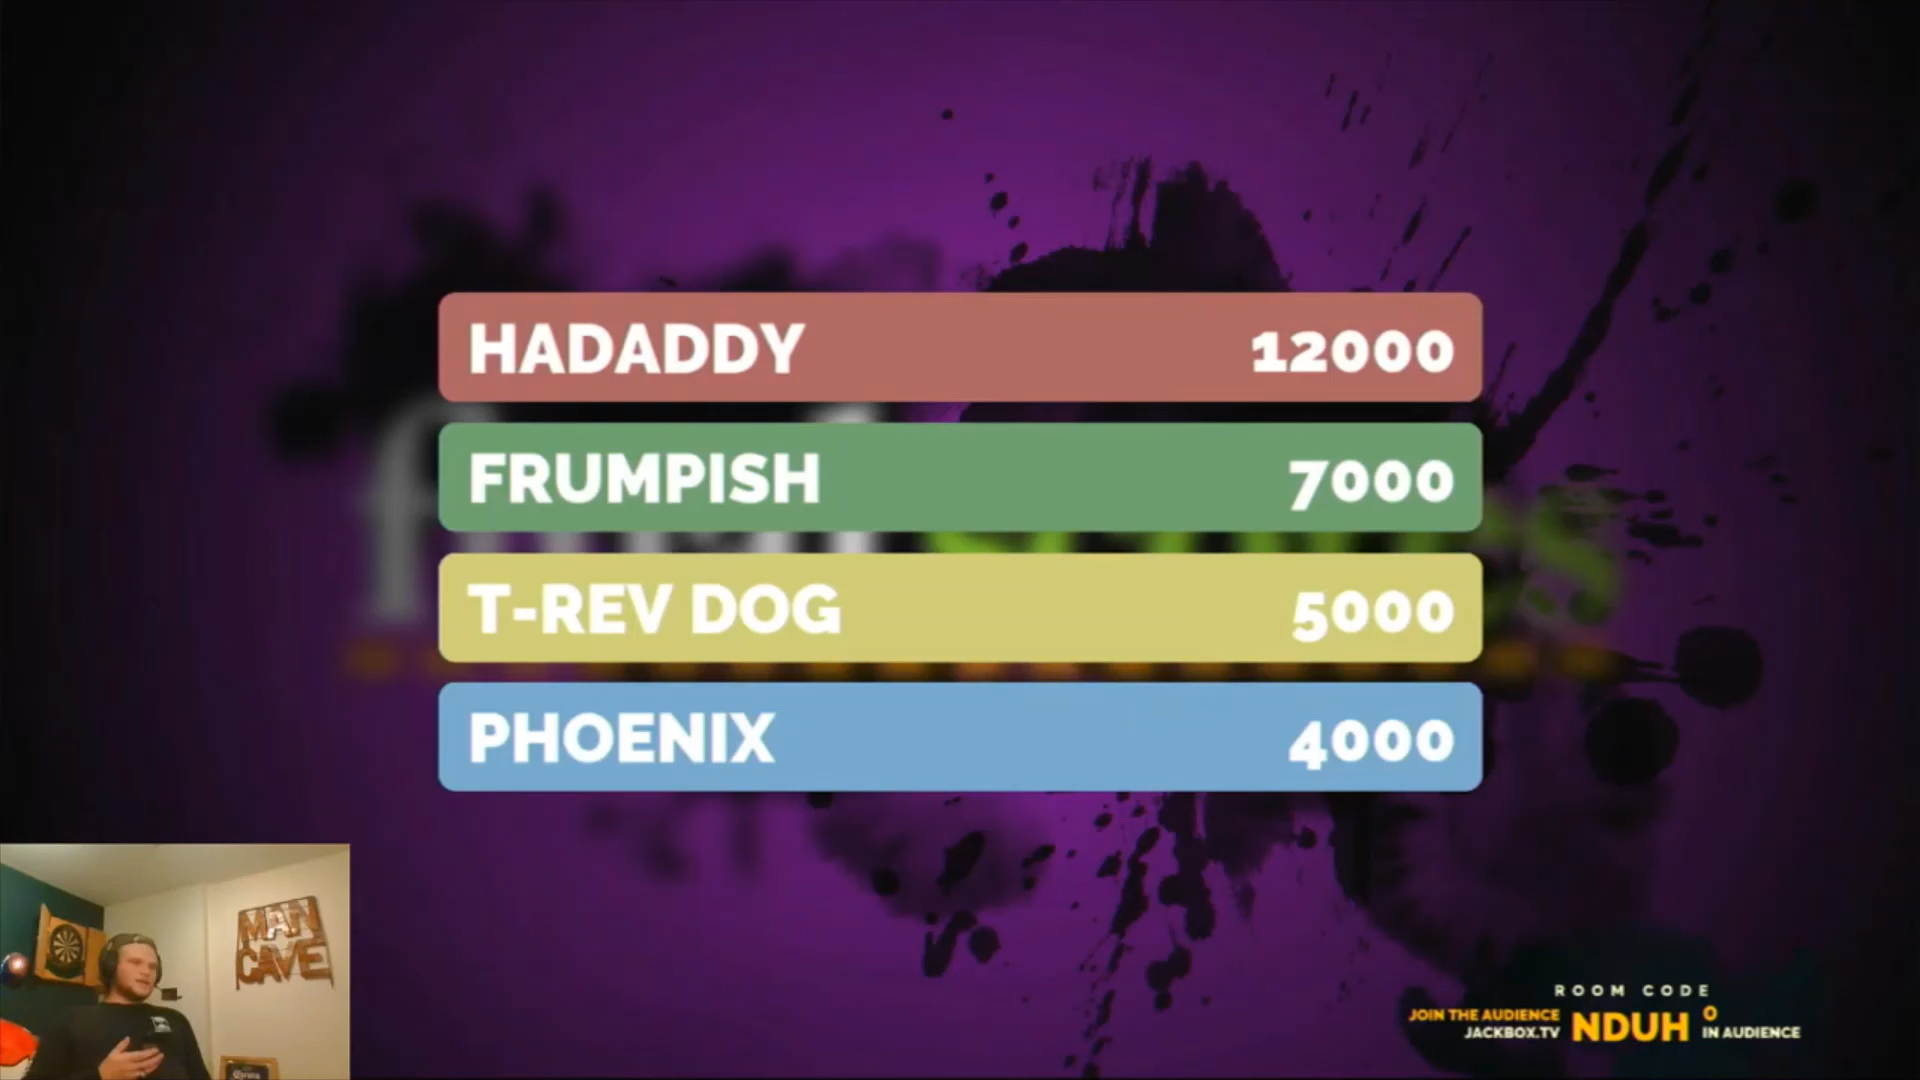 HADADDY 12000
FRUMPISH 7000
T-REV DOG 5000
PHOENIX 4000
MAN
CAVE
Corona
ROOM CODE
JOIN THE AUDIENCE
JACKBOX.TV
NDUH
0
IN AUDIENCE